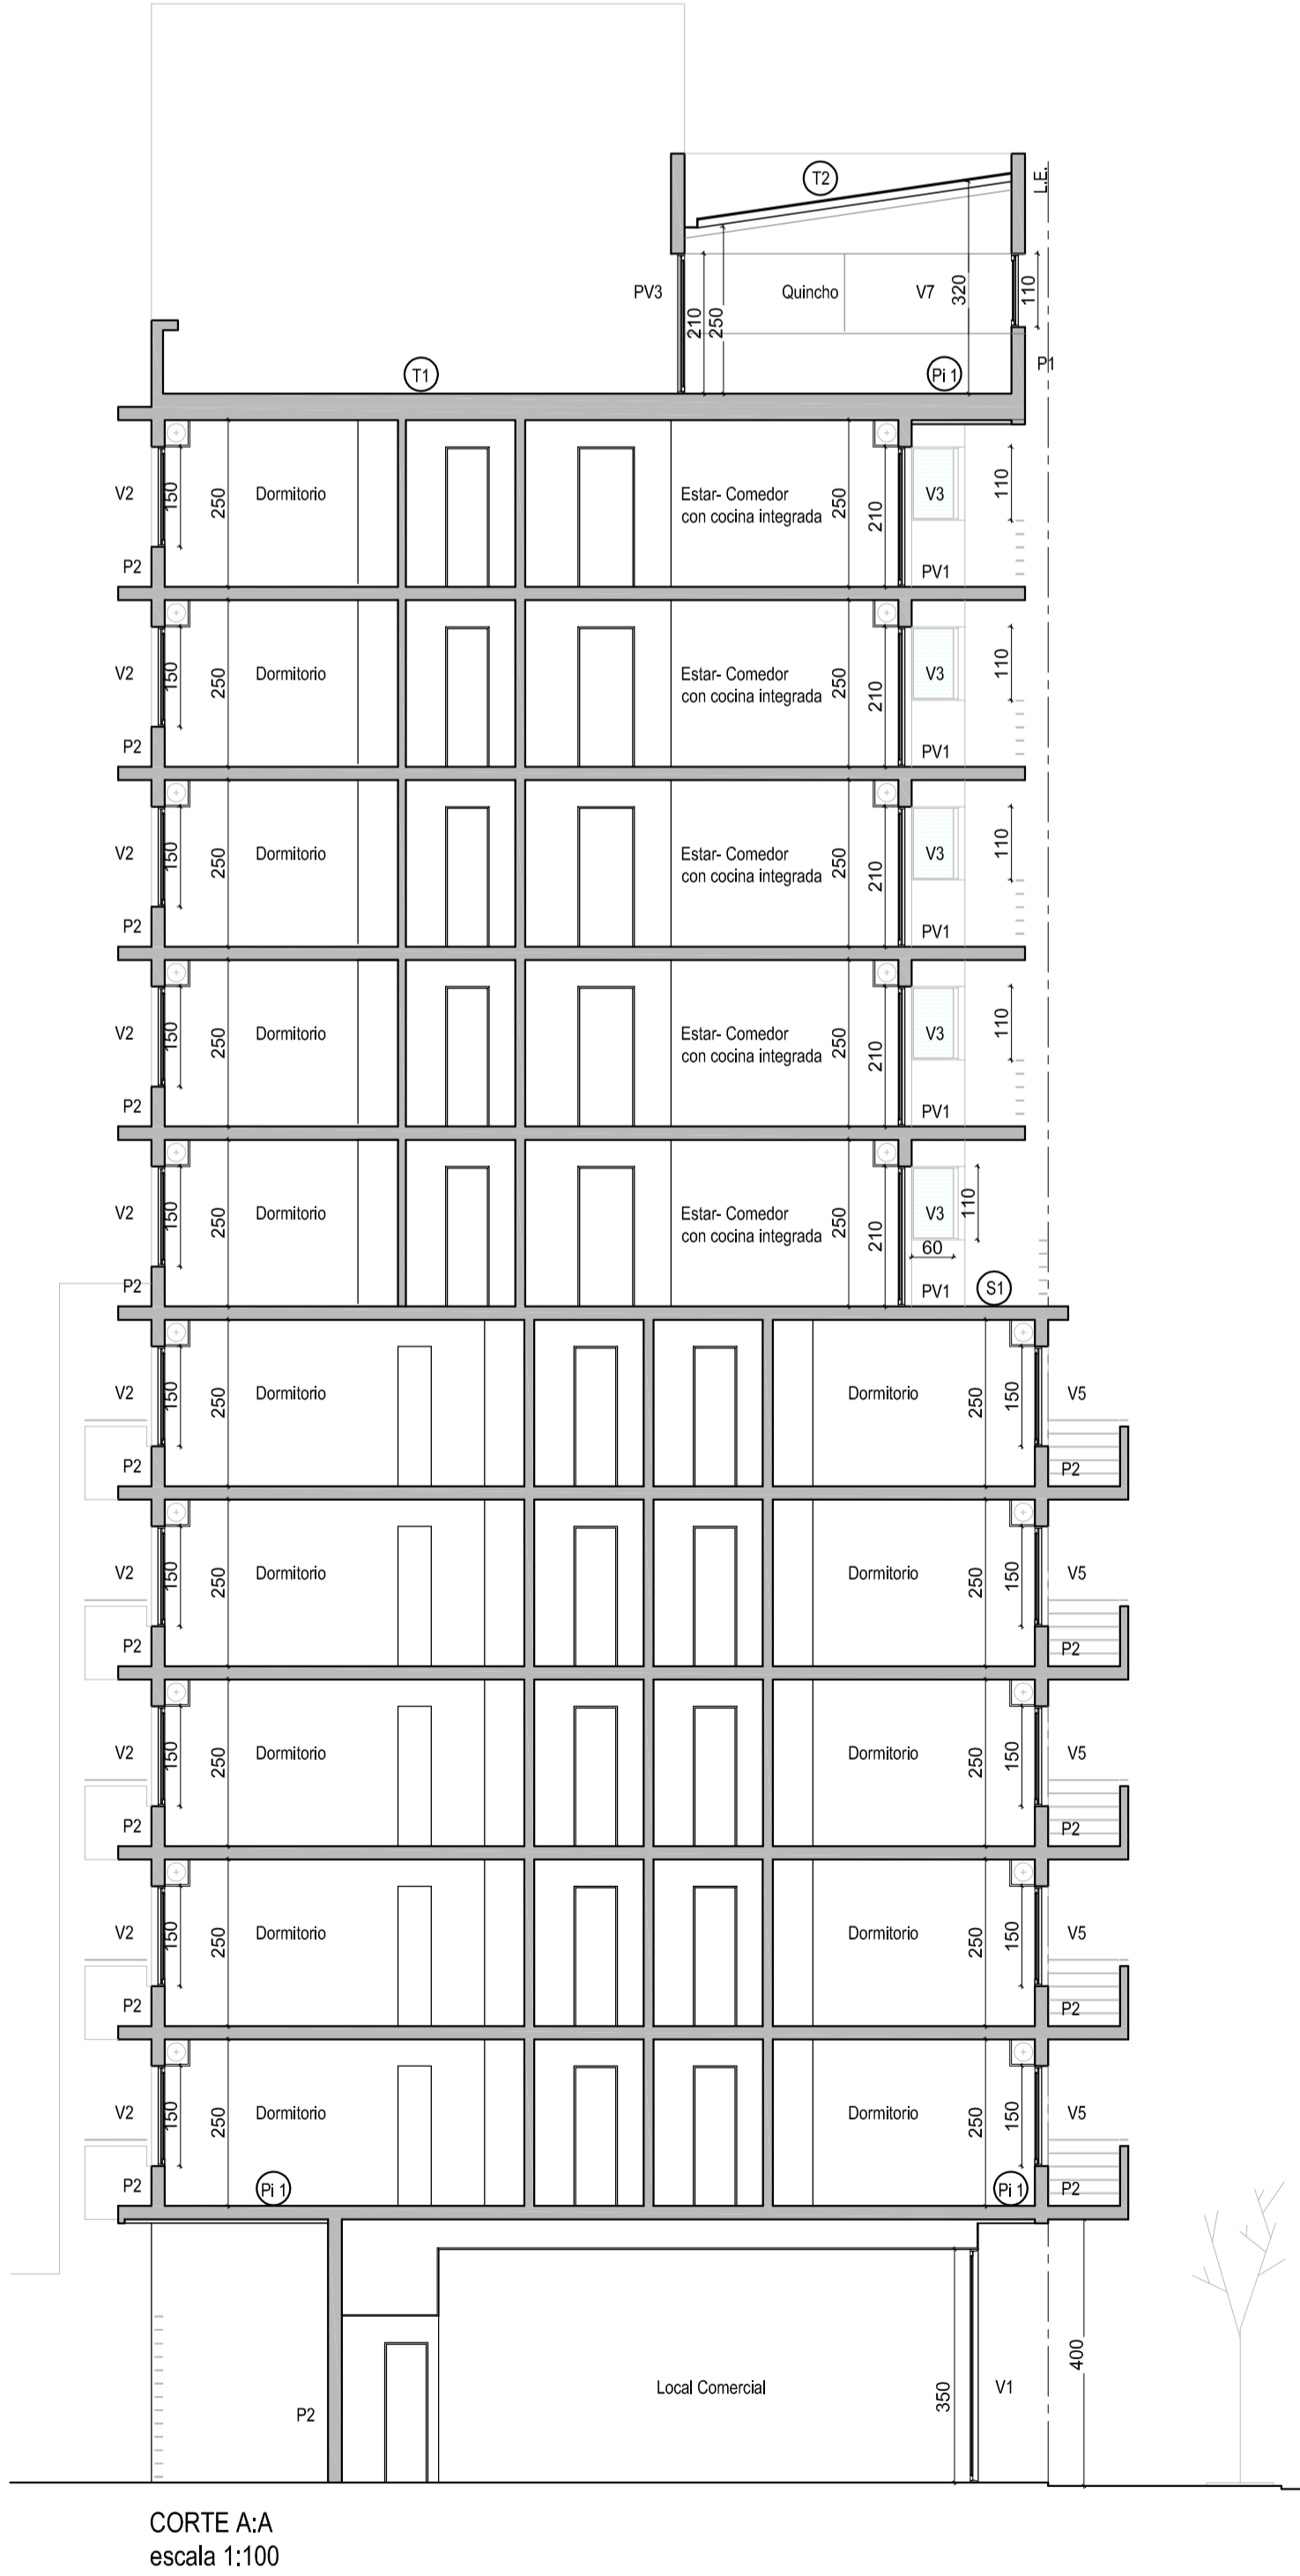 L.E.
T2
PV3
Quincho
V7
320
110
210
250
T1
Pi 1
P1
V2
150
250
Dormitorio
Estar- Comedor
con cocina integrada
250
210
V3
110
P2
PV1
V2
150
250
Dormitorio
Estar- Comedor
con cocina integrada
250
210
V3
110
P2
PV1
V2
150
250
Dormitorio
Estar- Comedor
con cocina integrada
250
210
V3
110
P2
PV1
V2
150
250
Dormitorio
Estar- Comedor
con cocina integrada
250
210
V3
110
P2
PV1
V2
150
250
Dormitorio
Estar- Comedor
con cocina integrada
250
210
V3
110
60
P2
PV1
S1
V2
150
250
Dormitorio
Dormitorio
250
150
V5
P2
P2
V2
150
250
Dormitorio
Dormitorio
250
150
V5
P2
P2
V2
150
250
Dormitorio
Dormitorio
250
150
V5
P2
P2
V2
150
250
Dormitorio
Dormitorio
250
150
V5
P2
P2
V2
150
250
Dormitorio
Dormitorio
250
150
V5
P2
Pi 1
Pi 1
P2
400
Local Comercial
350
V1
P2
CORTE A:A
escala 1:100